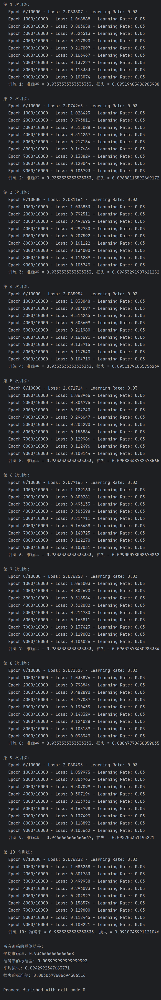 第 1 次训练:
Epoch 0/10000 - Loss: 2.083807 - Learning Rate: 0.03
Epoch 1000/10000 - Loss: 1.066888 - Learning Rate: 0.03
Epoch 2000/10000 - Loss: 0.803658 - Learning Rate: 0.03
Epoch 3000/10000 - Loss: 0.526513 - Learning Rate: 0.03
Epoch 4000/10000 - Loss: 0.317890 - Learning Rate: 0.03
Epoch 5000/10000 - Loss: 0.217097 - Learning Rate: 0.03
Epoch 6000/10000 - Loss: 0.166467 - Learning Rate: 0.03
Epoch 7000/10000 - Loss: 0.137227 - Learning Rate: 0.03
Epoch 8000/10000 - Loss: 0.118333 - Learning Rate: 0.03
Epoch 9000/10000 - Loss: 0.105074 - Learning Rate: 0.03
训练 1: 准确率 = 0.9333333333333333, 损失 = 0.09519485486905988
第 2 次训练:
Epoch 0/10000 - Loss: 2.074263 - Learning Rate: 0.03
Epoch 1000/10000 - Loss: 1.026423 - Learning Rate: 0.03
Epoch 2000/10000 - Loss: 0.793811 - Learning Rate: 0.03
Epoch 3000/10000 - Loss: 0.515088 - Learning Rate: 0.03
Epoch 4000/10000 - Loss: 0.314267 - Learning Rate: 0.03
Epoch 5000/10000 - Loss: 0.217154 - Learning Rate: 0.03
Epoch 6000/10000 - Loss: 0.167686 - Learning Rate: 0.03
Epoch 7000/10000 - Loss: 0.138829 - Learning Rate: 0.03
Epoch 8000/10000 - Loss: 0.120044 - Learning Rate: 0.03
Epoch 9000/10000 - Loss: 0.106793 - Learning Rate: 0.03
训练 2: 准确率 = 0.9333333333333333, 损失 = 0.09688115592669172
第 3 次训练:
Epoch 0/10000 - Loss: 2.081164 - Learning Rate: 0.03
Epoch 1000/10000 - Loss: 1.038853 - Learning Rate: 0.03
Epoch 2000/10000 - Loss: 0.792511 - Learning Rate: 0.03
Epoch 3000/10000 - Loss: 0.498696 - Learning Rate: 0.03
Epoch 4000/10000 - Loss: 0.299750 - Learning Rate: 0.03
Epoch 5000/10000 - Loss: 0.207592 - Learning Rate: 0.03
Epoch 6000/10000 - Loss: 0.161122 - Learning Rate: 0.03
Epoch 7000/10000 - Loss: 0.134000 - Learning Rate: 0.03
Epoch 8000/10000 - Loss: 0.116289 - Learning Rate: 0.03
Epoch 9000/10000 - Loss: 0.103749 - Learning Rate: 0.03
训练 3: 准确率 = 0.9333333333333333, 损失 = 0.09433291907621252
第 4 次训练:
Epoch 0/10000 - Loss: 2.085954 - Learning Rate: 0.03
Epoch 1000/10000 - Loss: 1.038048 - Learning Rate: 0.03
Epoch 2000/10000 - Loss: 0.804097 - Learning Rate: 0.03
Epoch 3000/10000 - Loss: 0.516265 - Learning Rate: 0.03
Epoch 4000/10000 - Loss: 0.308609 - Learning Rate: 0.03
Epoch 5000/10000 - Loss: 0.211980 - Learning Rate: 0.03
Epoch 6000/10000 - Loss: 0.163691 - Learning Rate: 0.03
Epoch 7000/10000 - Loss: 0.135715 - Learning Rate: 0.03
Epoch 8000/10000 - Loss: 0.117540 - Learning Rate: 0.03
Epoch 9000/10000 - Loss: 0.104719 - Learning Rate: 0.03
训练 4: 准确率 = 0.9333333333333333, 损失 = 0.09511791055756269
第 5 次训练:
Epoch 0/10000 - Loss: 2.071714 - Learning Rate: 0.03
Epoch 1000/10000 - Loss: 1.068966 - Learning Rate: 0.03
Epoch 2000/10000 - Loss: 0.806775 - Learning Rate: 0.03
Epoch 3000/10000 - Loss: 0.504240 - Learning Rate: 0.03
Epoch 4000/10000 - Loss: 0.296647 - Learning Rate: 0.03
Epoch 5000/10000 - Loss: 0.203290 - Learning Rate: 0.03
Epoch 6000/10000 - Loss: 0.156884 - Learning Rate: 0.03
Epoch 7000/10000 - Loss: 0.129986 - Learning Rate: 0.03
Epoch 8000/10000 - Loss: 0.112496 - Learning Rate: 0.03
Epoch 9000/10000 - Loss: 0.100144 - Learning Rate: 0.03
训练 5: 准确率 = 0.9333333333333333, 损失 = 0.09088348782378565
第 6 次训练:
Epoch 0/10000 - Loss: 2.077165 - Learning Rate: 0.03
Epoch 1000/10000 - Loss: 1.129163 - Learning Rate: 0.03
Epoch 2000/10000 - Loss: 0.800281 - Learning Rate: 0.03
Epoch 3000/10000 - Loss: 0.493133 - Learning Rate: 0.03
Epoch 4000/10000 - Loss: 0.303398 - Learning Rate: 0.03
Epoch 5000/10000 - Loss: 0.214711 - Learning Rate: 0.03
Epoch 6000/10000 - Loss: 0.168458 - Learning Rate: 0.03
Epoch 7000/10000 - Loss: 0.140725 - Learning Rate: 0.03
Epoch 8000/10000 - Loss: 0.122270 - Learning Rate: 0.03
Epoch 9000/10000 - Loss: 0.109031 - Learning Rate: 0.03
训练 6: 准确率 = 0.9333333333333333, 损失 = 0.09900078008670862
第 7 次训练:
Epoch 0/10000 - Loss: 2.076258 - Learning Rate: 0.03
Epoch 1000/10000 - Loss: 1.063003 - Learning Rate: 0.03
Epoch 2000/10000 - Loss: 0.802690 - Learning Rate: 0.03
Epoch 3000/10000 - Loss: 0.516564 - Learning Rate: 0.03
Epoch 4000/10000 - Loss: 0.312082 - Learning Rate: 0.03
Epoch 5000/10000 - Loss: 0.214780 - Learning Rate: 0.03
Epoch 6000/10000 - Loss: 0.165811 - Learning Rate: 0.03
Epoch 7000/10000 - Loss: 0.137423 - Learning Rate: 0.03
Epoch 8000/10000 - Loss: 0.119002 - Learning Rate: 0.03
Epoch 9000/10000 - Loss: 0.106026 - Learning Rate: 0.03
训练 7: 准确率 = 0.9333333333333333, 损失 = 0.09632578450983384
第 8 次训练:
Epoch 0/10000 - Loss: 2.073525 - Learning Rate: 0.03
Epoch 1000/10000 - Loss: 1.038876 - Learning Rate: 0.03
Epoch 2000/10000 - Loss: 0.798846 - Learning Rate: 0.03
Epoch 3000/10000 - Loss: 0.482890 - Learning Rate: 0.03
Epoch 4000/10000 - Loss: 0.277087 - Learning Rate: 0.03
Epoch 5000/10000 - Loss: 0.190435 - Learning Rate: 0.03
Epoch 6000/10000 - Loss: 0.148329 - Learning Rate: 0.03
Epoch 7000/10000 - Loss: 0.124028 - Learning Rate: 0.03
Epoch 8000/10000 - Loss: 0.108189 - Learning Rate: 0.03
Epoch 9000/10000 - Loss: 0.096949 - Learning Rate: 0.03
训练 8: 准确率 = 0.9333333333333333, 损失 = 0.08847770450859035
第 9 次训练:
Epoch 0/10000 - Loss: 2.080493 - Learning Rate: 0.03
Epoch 1000/10000 - Loss: 1.059975 - Learning Rate: 0.03
Epoch 2000/10000 - Loss: 0.803763 - Learning Rate: 0.03
Epoch 3000/10000 - Loss: 0.507099 - Learning Rate: 0.03
Epoch 4000/10000 - Loss: 0.307196 - Learning Rate: 0.03
Epoch 5000/10000 - Loss: 0.213730 - Learning Rate: 0.03
Epoch 6000/10000 - Loss: 0.165798 - Learning Rate: 0.03
Epoch 7000/10000 - Loss: 0.137499 - Learning Rate: 0.03
Epoch 8000/10000 - Loss: 0.118892 - Learning Rate: 0.03
Epoch 9000/10000 - Loss: 0.105662 - Learning Rate: 0.03
训练 9: 准确率 = 0.9466666666666667, 损失 = 0.095703351193221
第 10 次训练:
Epoch 0/10000 - Loss: 2.076232 - Learning Rate: 0.03
Epoch 1000/10000 - Loss: 1.086268 - Learning Rate: 0.03
Epoch 2000/10000 - Loss: 0.801783 - Learning Rate: 0.03
Epoch 3000/10000 - Loss: 0.499958 - Learning Rate: 0.03
Epoch 4000/10000 - Loss: 0.296093 - Learning Rate: 0.03
Epoch 5000/10000 - Loss: 0.202927 - Learning Rate: 0.03
Epoch 6000/10000 - Loss: 0.156576 - Learning Rate: 0.03
Epoch 7000/10000 - Loss: 0.129800 - Learning Rate: 0.03
Epoch 8000/10000 - Loss: 0.112445 - Learning Rate: 0.03
Epoch 9000/10000 - Loss: 0.100221 - Learning Rate: 0.03
训练 10: 准确率 = 0.9333333333333333, 损失 = 0.0910743991121046
所有训练的最终结果:
平均准确率: 0.9346666666666668
准确率的标准差: 0.003999999999999992
平均损失: 0.0942992347663771
损失的标准差: 0.0030377606694306516
Process finished with exit code 0